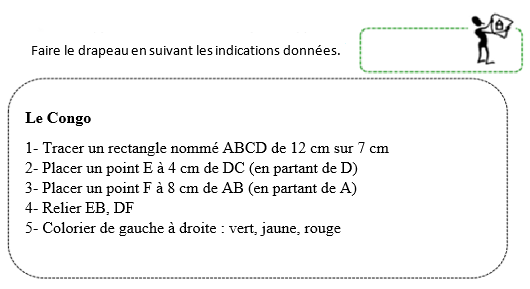 Faire le drapeau en suivant les indications données.
Le Congo
1- Tracer un rectangle nommé ABCD de 12 cm sur 7 cm
2- Placer un point E à 4 cm de DC (en partant de D)
3- Placer un point F à 8 cm de AB (en partant de A)
4- Relier EB, DF
5- Colorier de gauche à droite : vert, jaune, rouge